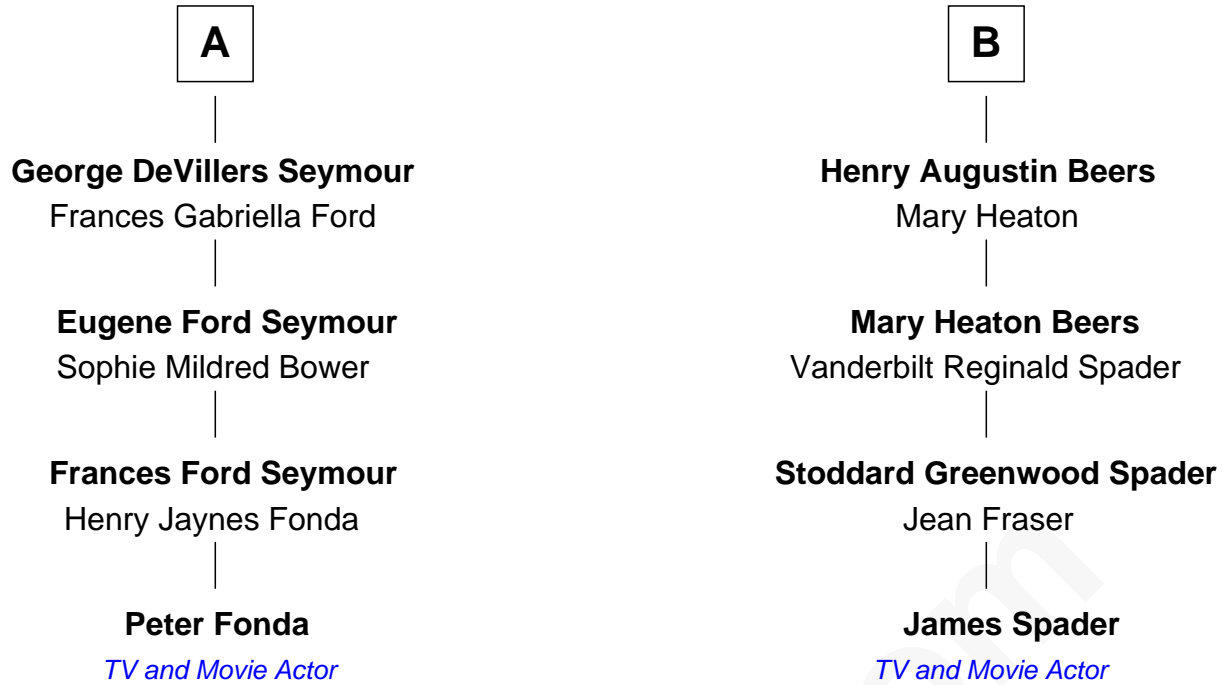 A
George DeVillers Seymour
Frances Gabriella Ford
Eugene Ford Seymour
Sophie Mildred Bower
Frances Ford Seymour
Henry Jaynes Fonda
Peter Fonda
TV and Movie Actor
B
Henry Augustin Beers
Mary Heaton
Mary Heaton Beers
Vanderbilt Reginald Spader
Stoddard Greenwood Spader
Jean Fraser
James Spader
TV and Movie Actor